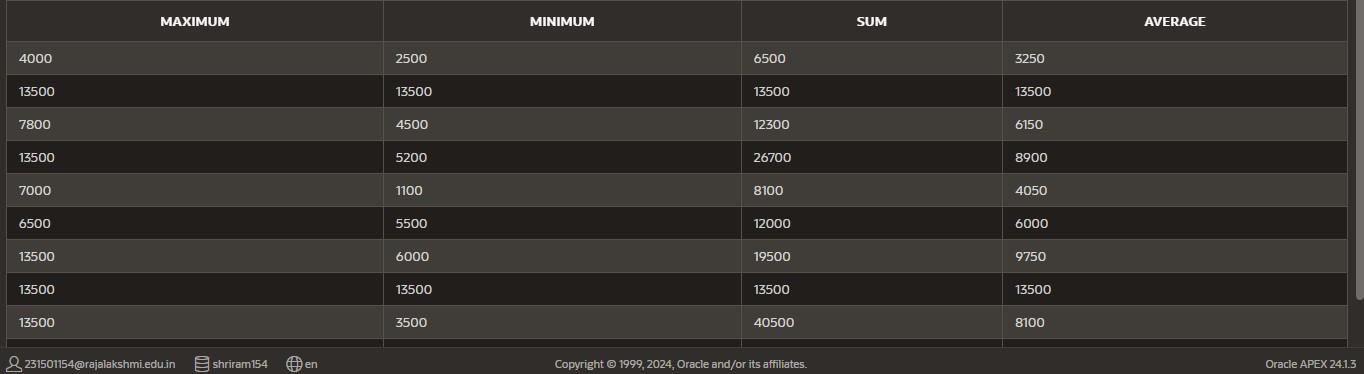 MAXIMUM MINIMUM SUM AVERAGE
4000 2500 6500 3250
13500 13500 13500 13500
7800 4500 12300 6150
13500 5200 26700 8900
7000 1100 8100 4050
6500 5500 12000 6000
13500 6000 19500 9750
13500 13500 13500 13500
13500 3500 40500 8100
231501154@rajalakshmi.edu.in shriram154 en Copyright © 1999, 2024, Oracle and/or its affiliates. Oracle APEX 24.1.3